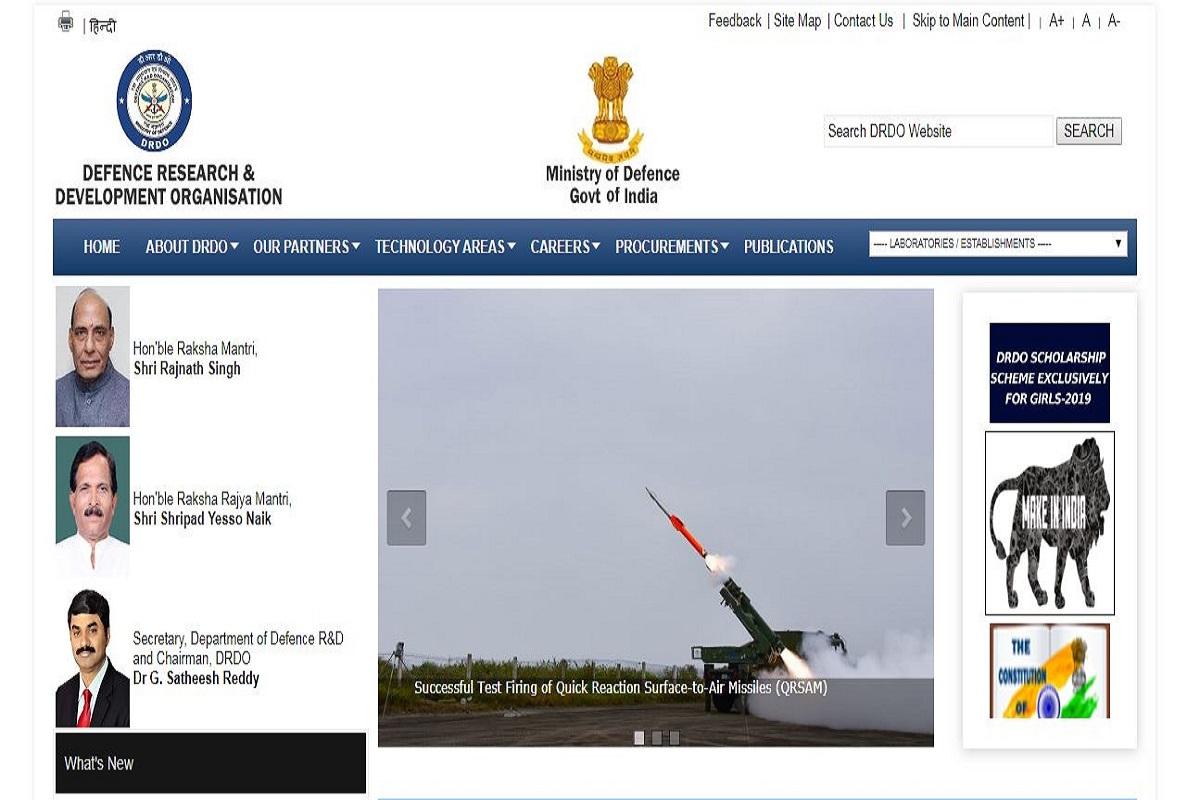 | हिन्दी
Feedback | Site Map | Contact Us | Skip to Main Content | | A+ | A | A-
DRDO
DEFENCE RESEARCH &
DEVELOPMENT ORGANISATION
Ministry of Defence
Govt of India
Search DRDO Website
SEARCH
HOME
ABOUT DRDO
OUR PARTNERS
TECHNOLOGY AREAS
CAREERS
PROCUREMENTS
PUBLICATIONS
---- LABORATORIES / ESTABLISHMENTS -----
Hon'ble Raksha Mantri,
Shri Rajnath Singh
Hon'ble Raksha Rajya Mantri,
Shri Shripad Yesso Naik
Secretary, Department of Defence R&D
and Chairman, DRDO
Dr G. Satheesh Reddy
What's New
Successful Test Firing of Quick Reaction Surface-to-Air Missiles (QRSAM)
DRDO SCHOLARSHIP
SCHEME EXCLUSIVELY
FOR GIRLS-2019
MAKE IN INDIA
THE
CONSTITUTION
OF